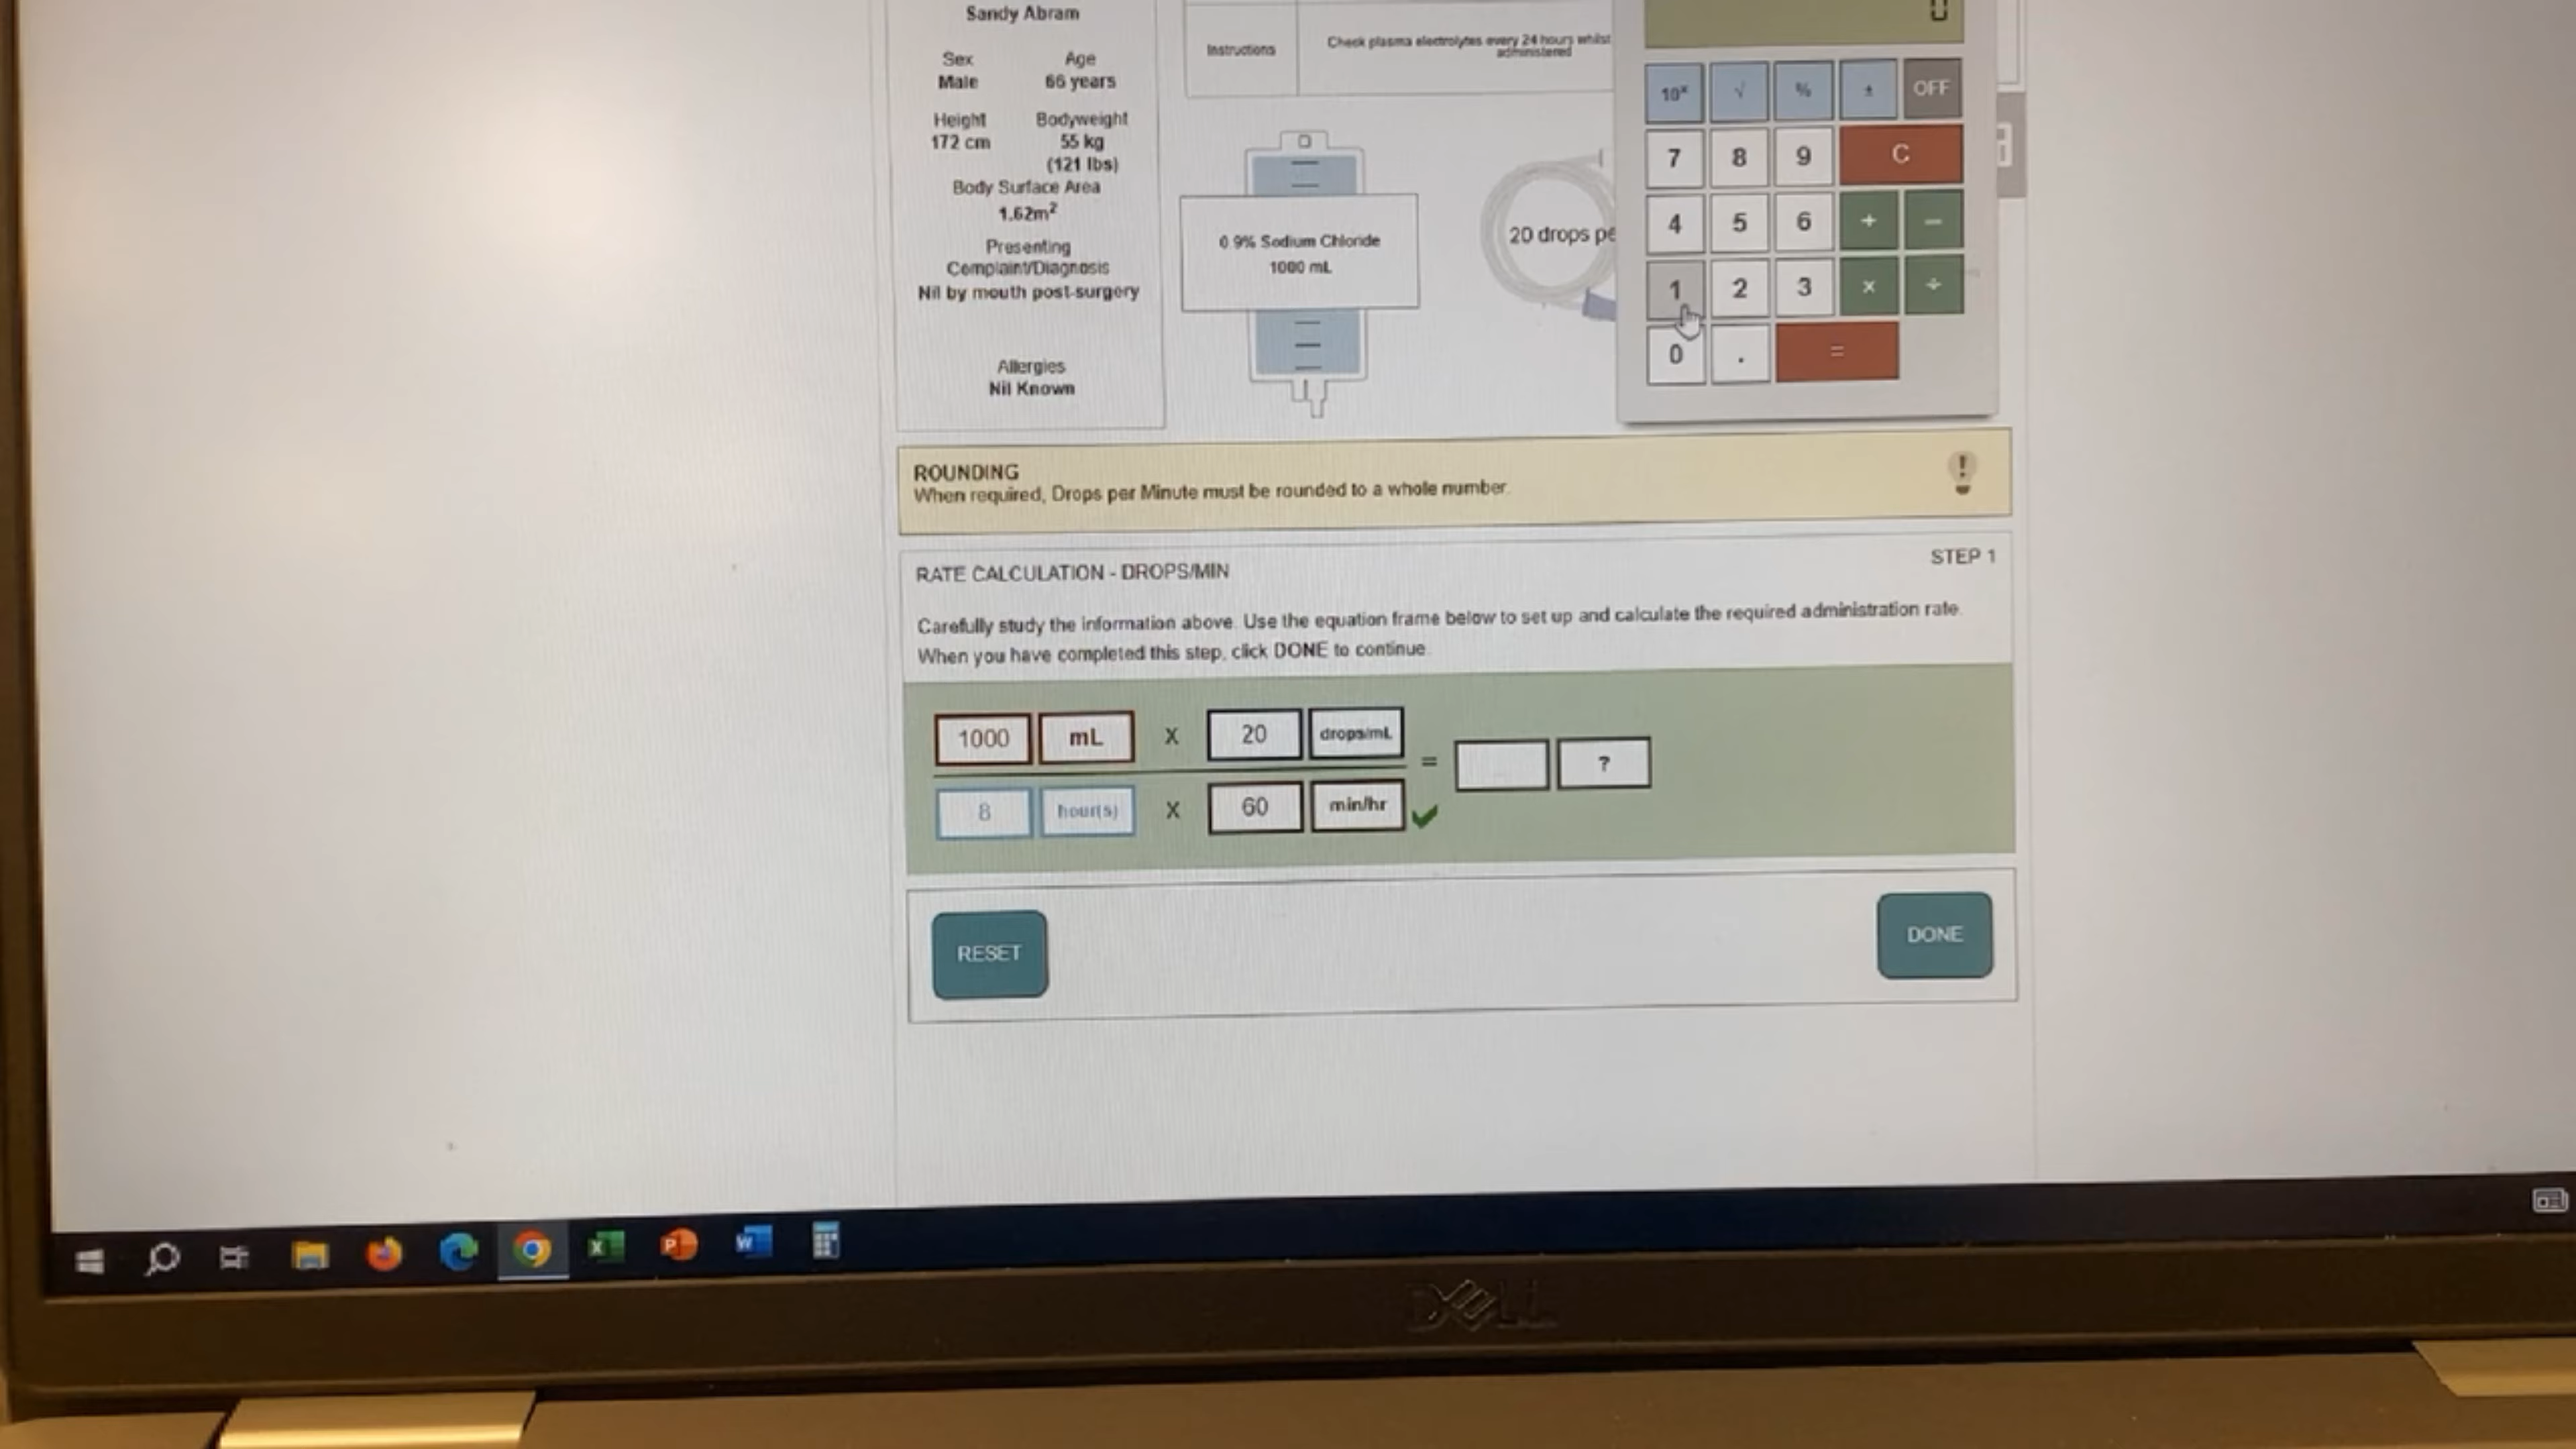 Sandy Abram
Sex Age
Male 66 years
Height Bodyweight
172 cm 55 kg
(121 lbs)
Body Surface Area
1.62m²
Presenting
Complaint/Diagnosis
Nil by mouth post-surgery
Allergies
Nil Known
Instructions
Check plasma electrolytes every 24 hours whilst
administered
0.9% Sodium Chloride
1000 mL
20 drops pe
0
10ˣ √ % ± OFF
7 8 9 C
4 5 6 + −
1 2 3 × ÷
0 . =
ROUNDING
When required, Drops per Minute must be rounded to a whole number.
!
RATE CALCULATION - DROPS/MIN
STEP 1
Carefully study the information above. Use the equation frame below to set up and calculate the required administration rate.
When you have completed this step, click DONE to continue.
1000 mL X 20 drops/mL
= ?
8 hour(s) X 60 min/hr
RESET
DONE
DELL